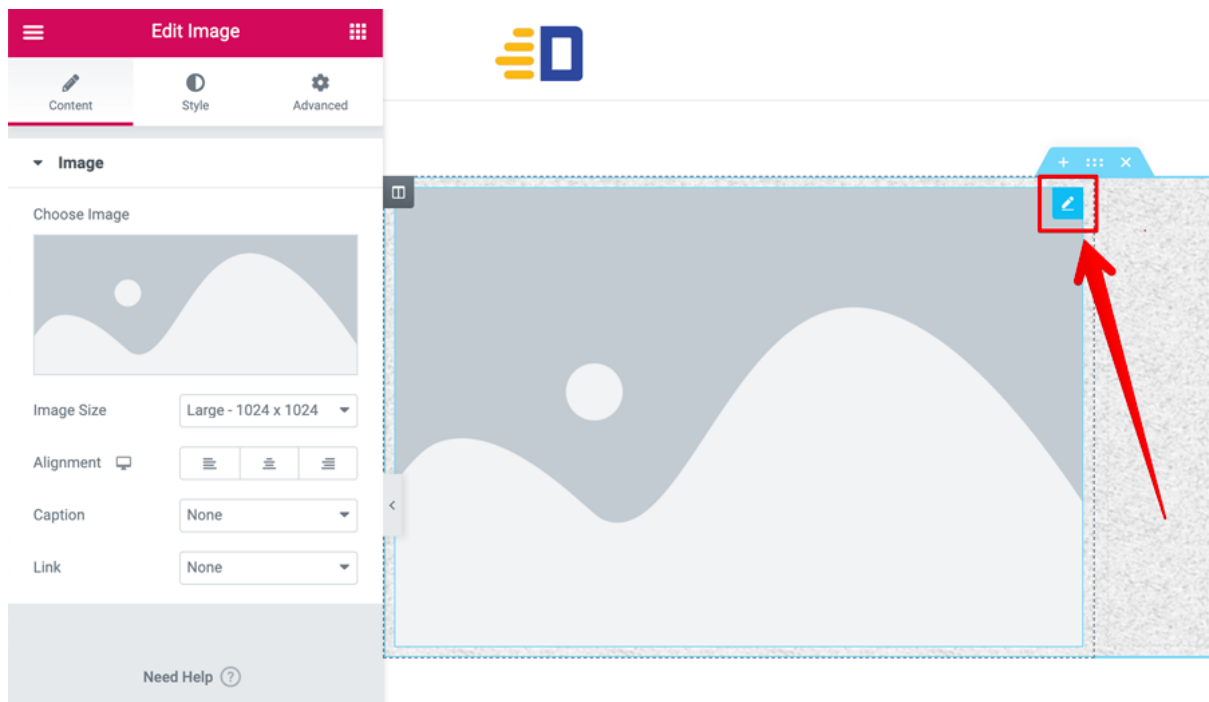 Edit Image
Content Style Advanced
Image
Choose Image
Image Size Large - 1024 x 1024
Alignment
Caption None
Link None
Need Help ?